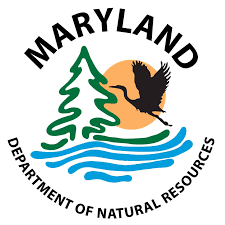 MARYLAND
DEPARTMENT OF NATURAL RESOURCES